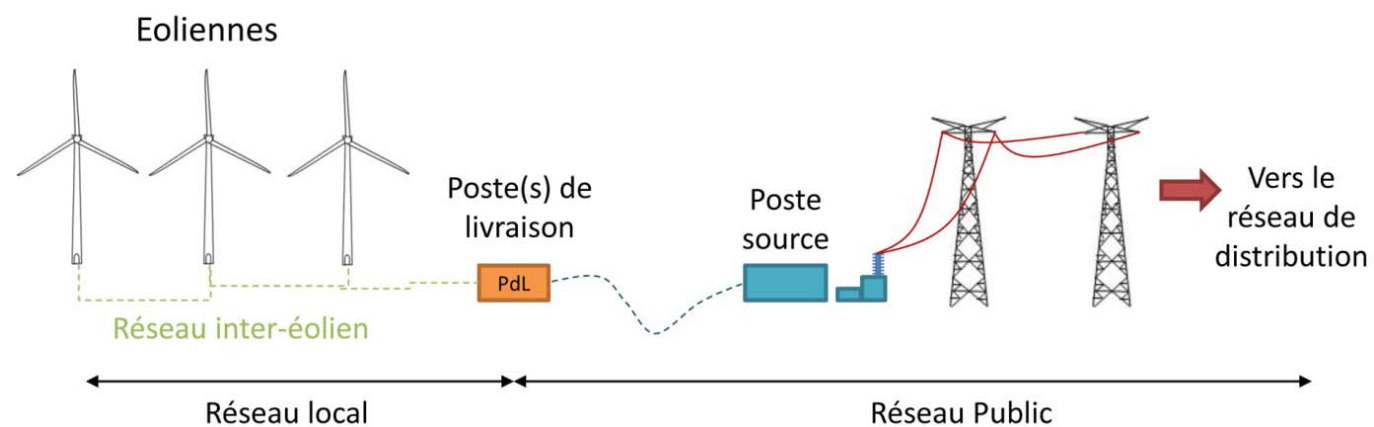 Eoliennes
Poste(s) de
livraison
PdL
Poste
source
Vers le
réseau de
distribution
Réseau inter-éolien
Réseau local
Réseau Public